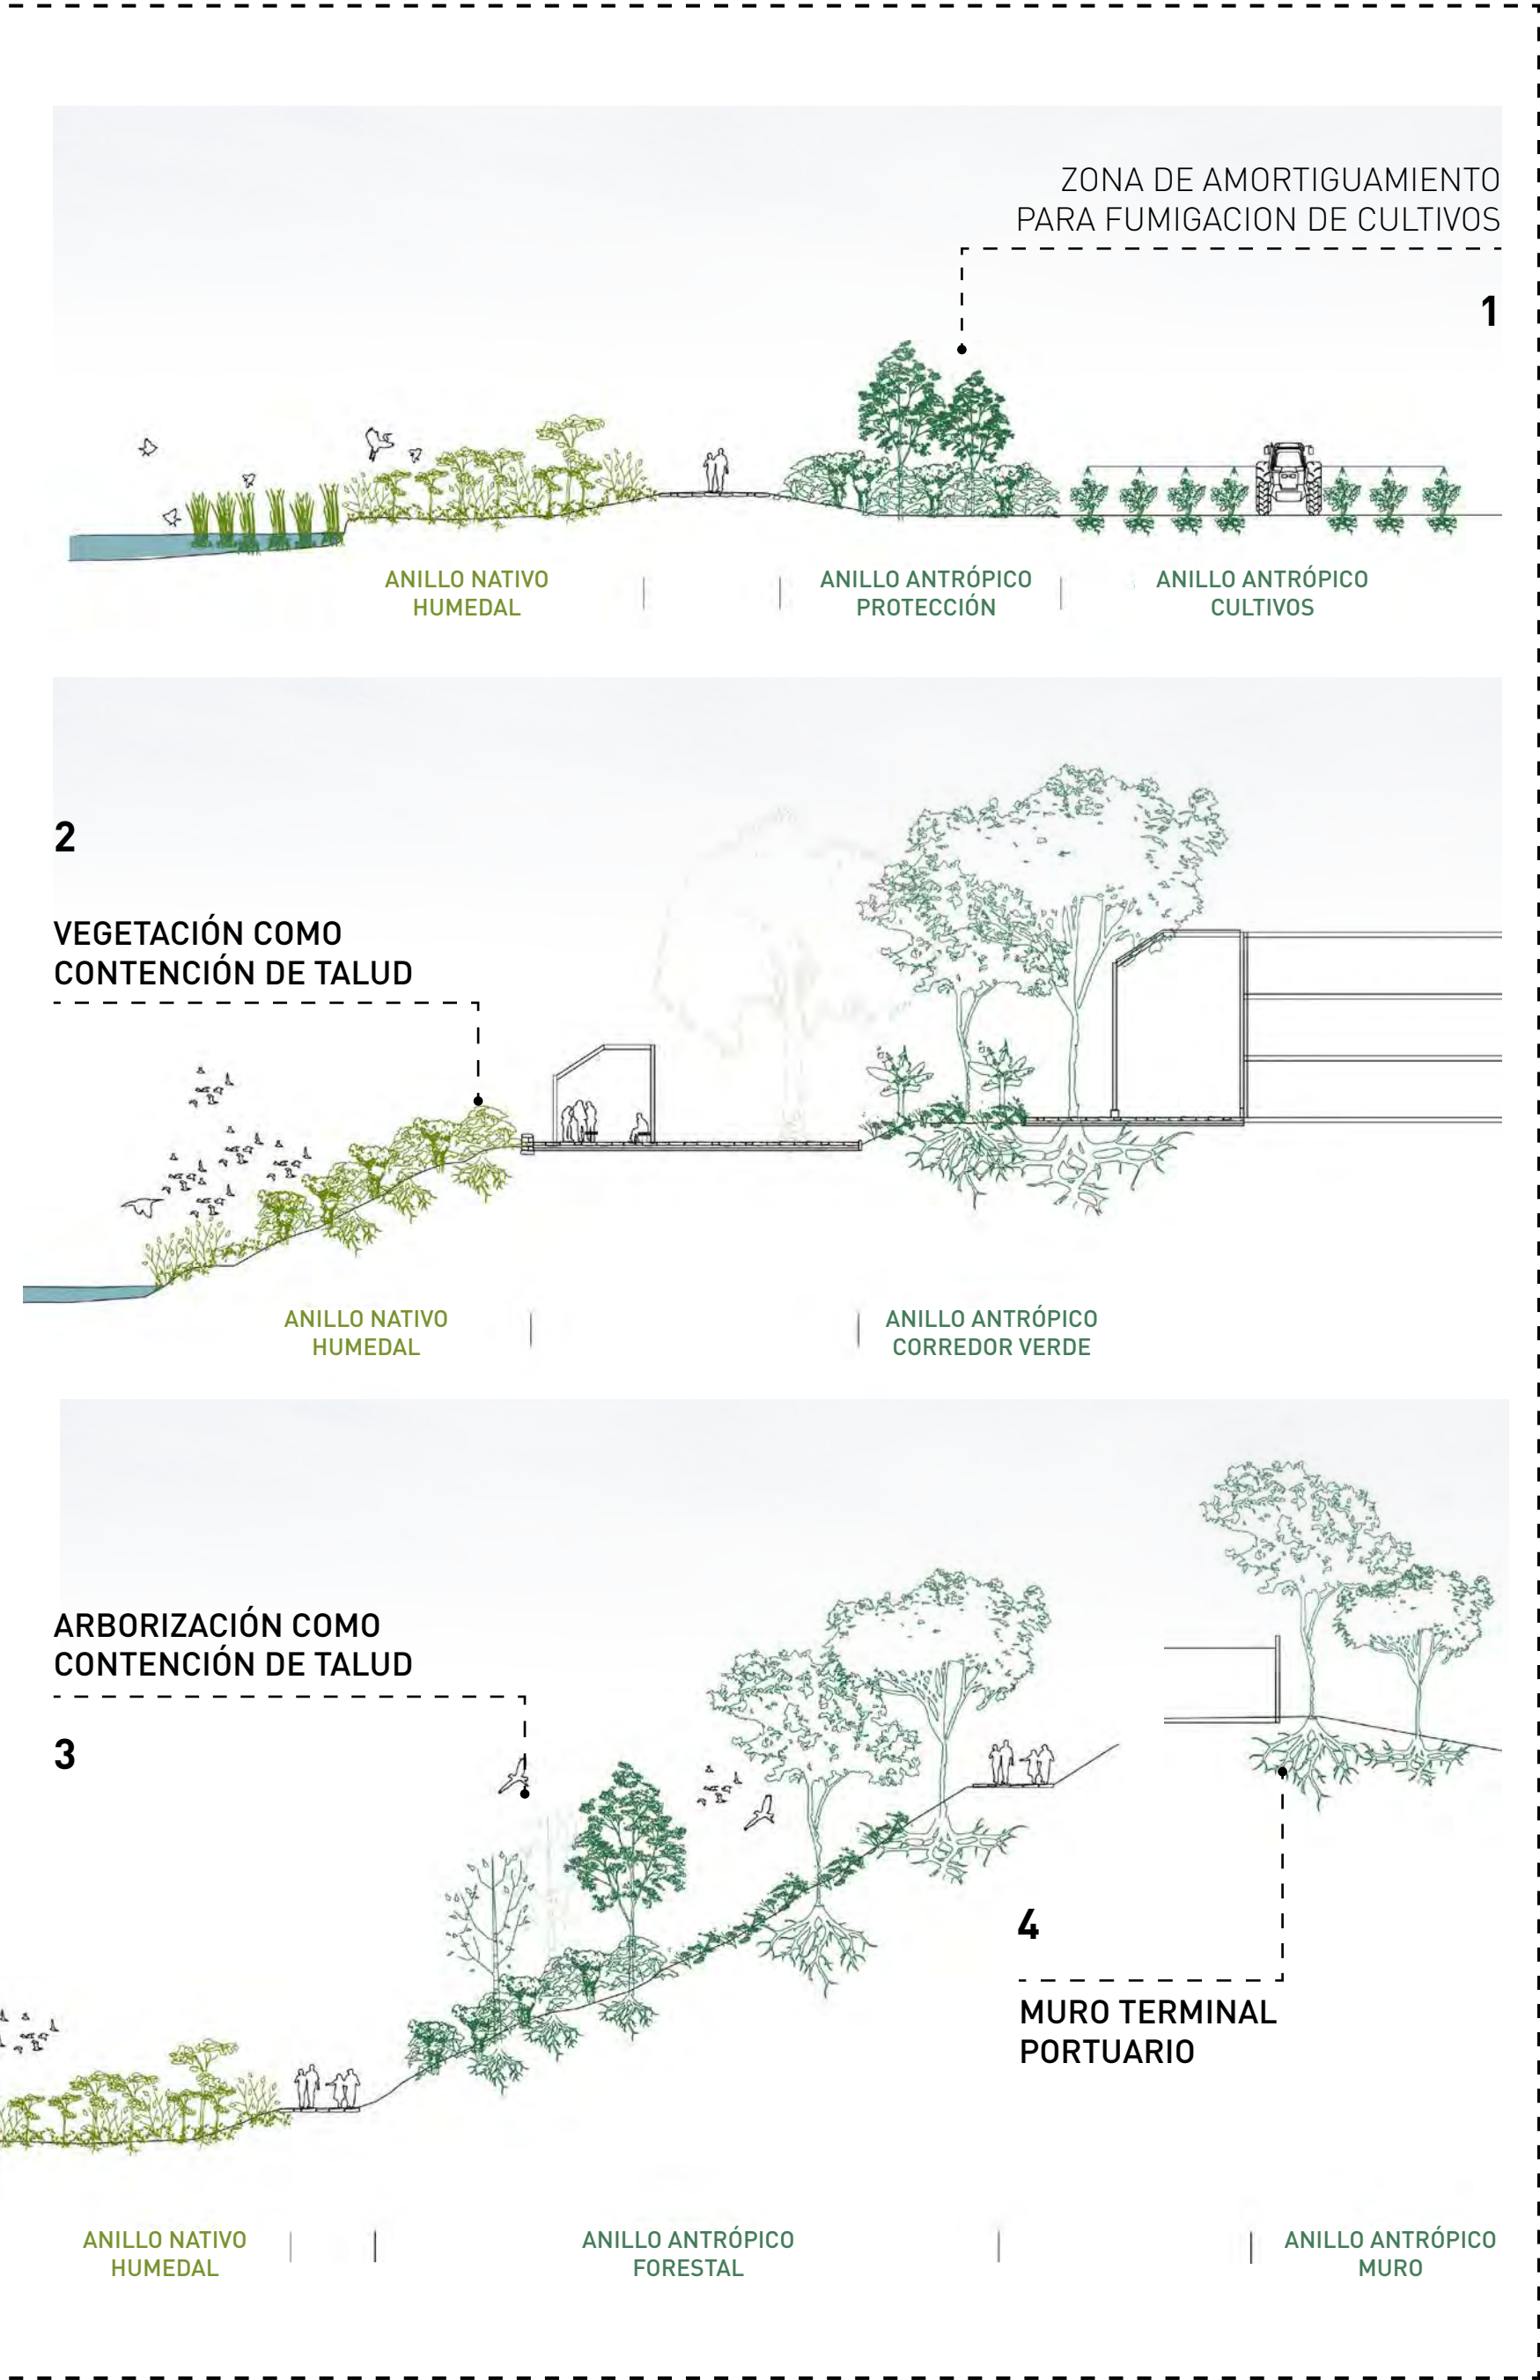 ZONA DE AMORTIGUAMIENTO
PARA FUMIGACION DE CULTIVOS
1
ANILLO NATIVO
HUMEDAL
ANILLO ANTRÓPICO
PROTECCIÓN
ANILLO ANTRÓPICO
CULTIVOS
2
VEGETACIÓN COMO
CONTENCIÓN DE TALUD
ANILLO NATIVO
HUMEDAL
ANILLO ANTRÓPICO
CORREDOR VERDE
ARBORIZACIÓN COMO
CONTENCIÓN DE TALUD
3
4
MURO TERMINAL
PORTUARIO
ANILLO NATIVO
HUMEDAL
ANILLO ANTRÓPICO
FORESTAL
ANILLO ANTRÓPICO
MURO